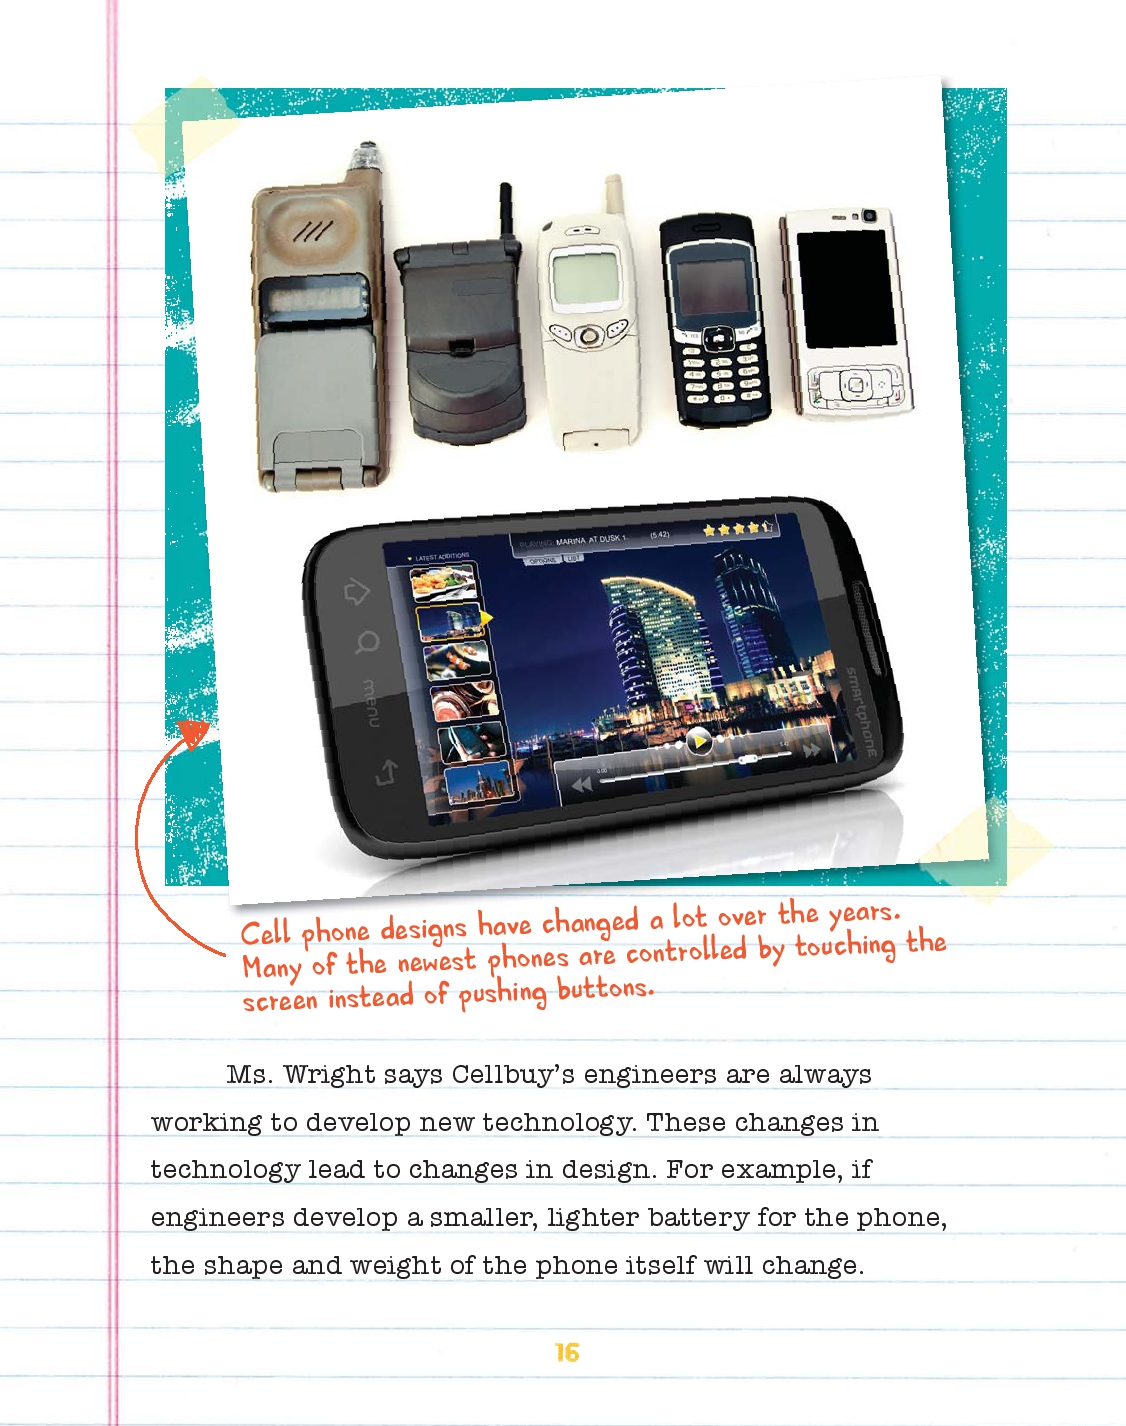 PLAYING: MARINA AT DUSK 1 (5:42)
OPTIONS LIST
LATEST ADDITIONS
menu
smartphone
0:00
Cell phone designs have changed a lot over the years.
Many of the newest phones are controlled by touching the
screen instead of pushing buttons.
Ms. Wright says Cellbuy’s engineers are always
working to develop new technology. These changes in
technology lead to changes in design. For example, if
engineers develop a smaller, lighter battery for the phone,
the shape and weight of the phone itself will change.
16